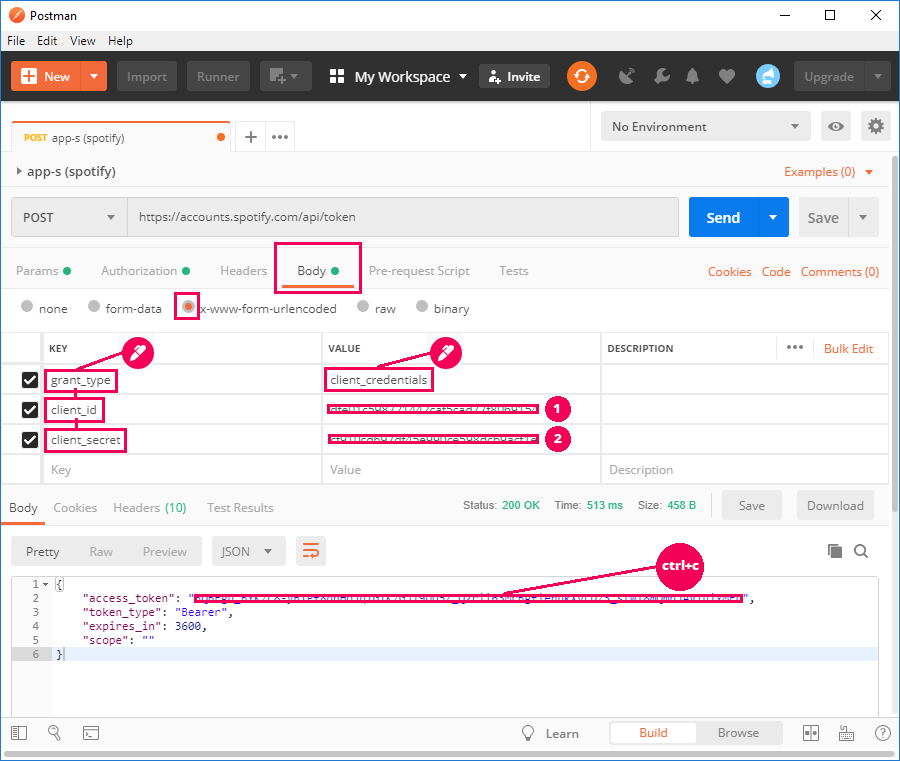 Postman
File Edit View Help
New Import Runner My Workspace Invite Upgrade
POST app-s (spotify) + ••• No Environment
app-s (spotify) Examples (0)
POST https://accounts.spotify.com/api/token Send Save
Params Authorization Headers Body Pre-request Script Tests Cookies Code Comments (0)
none form-data x-www-form-urlencoded raw binary
KEY VALUE DESCRIPTION ••• Bulk Edit
grant_type client_credentials
client_id 1
client_secret 2
Key Value Description
Body Cookies Headers (10) Test Results Status: 200 OK Time: 513 ms Size: 458 B Save Download
Pretty Raw Preview JSON
ctrl+c
1 {
2 "access_token": "",
3 "token_type": "Bearer",
4 "expires_in": 3600,
5 "scope": ""
6 }
Learn Build Browse ?